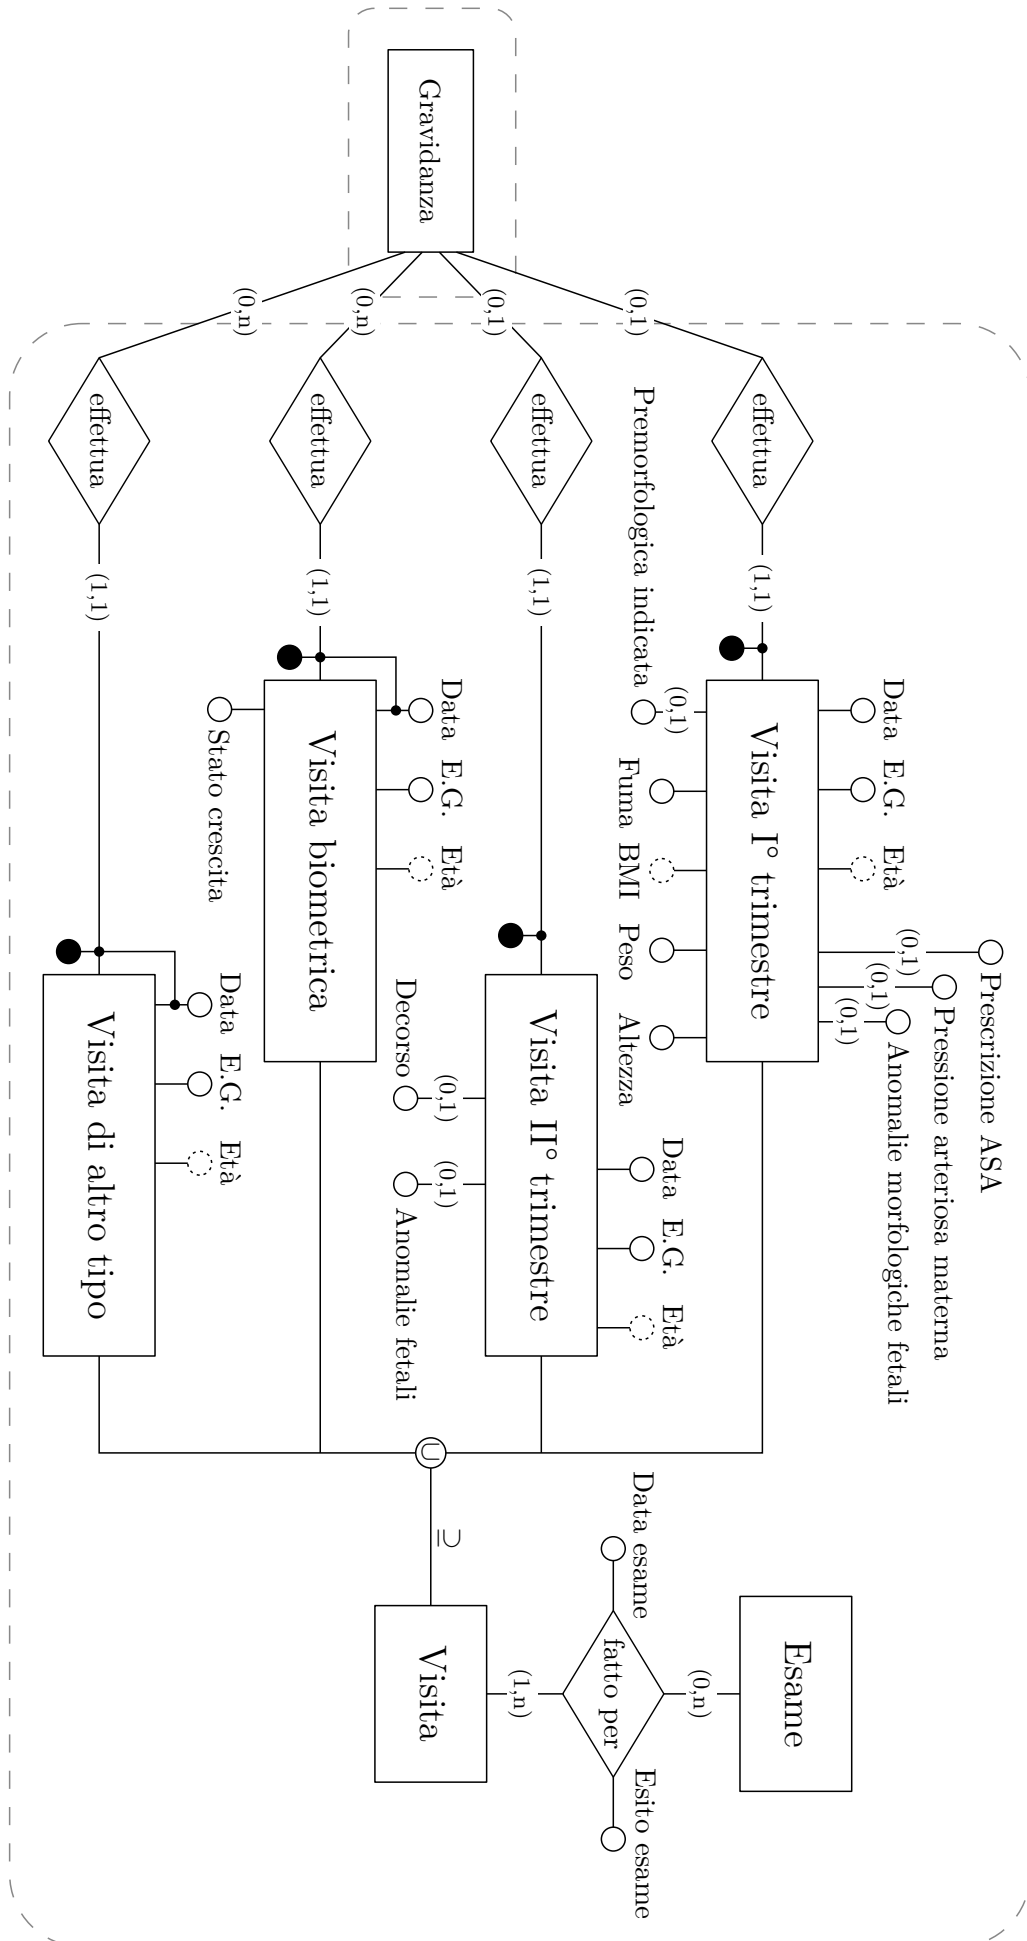 Gravidanza
(0,1)
(0,1)
(0,n)
(0,n)
effettua
effettua
effettua
effettua
(1,1)
(1,1)
(1,1)
(1,1)
Prescrizione ASA
Pressione arteriosa materna
Anomalie morfologiche fetali
(0,1)
(0,1)
(0,1)
Data
E.G.
Età
Visita I° trimestre
(0,1)
Premorfologica indicata
Fuma
BMI
Peso
Altezza
Data
E.G.
Età
Visita II° trimestre
(0,1)
(0,1)
Decorso
Anomalie fetali
Data
E.G.
Età
Visita biometrica
Stato crescita
Data
E.G.
Età
Visita di altro tipo
∪
⊇
Esame
(0,n)
Data esame
fatto per
Esito esame
(1,n)
Visita